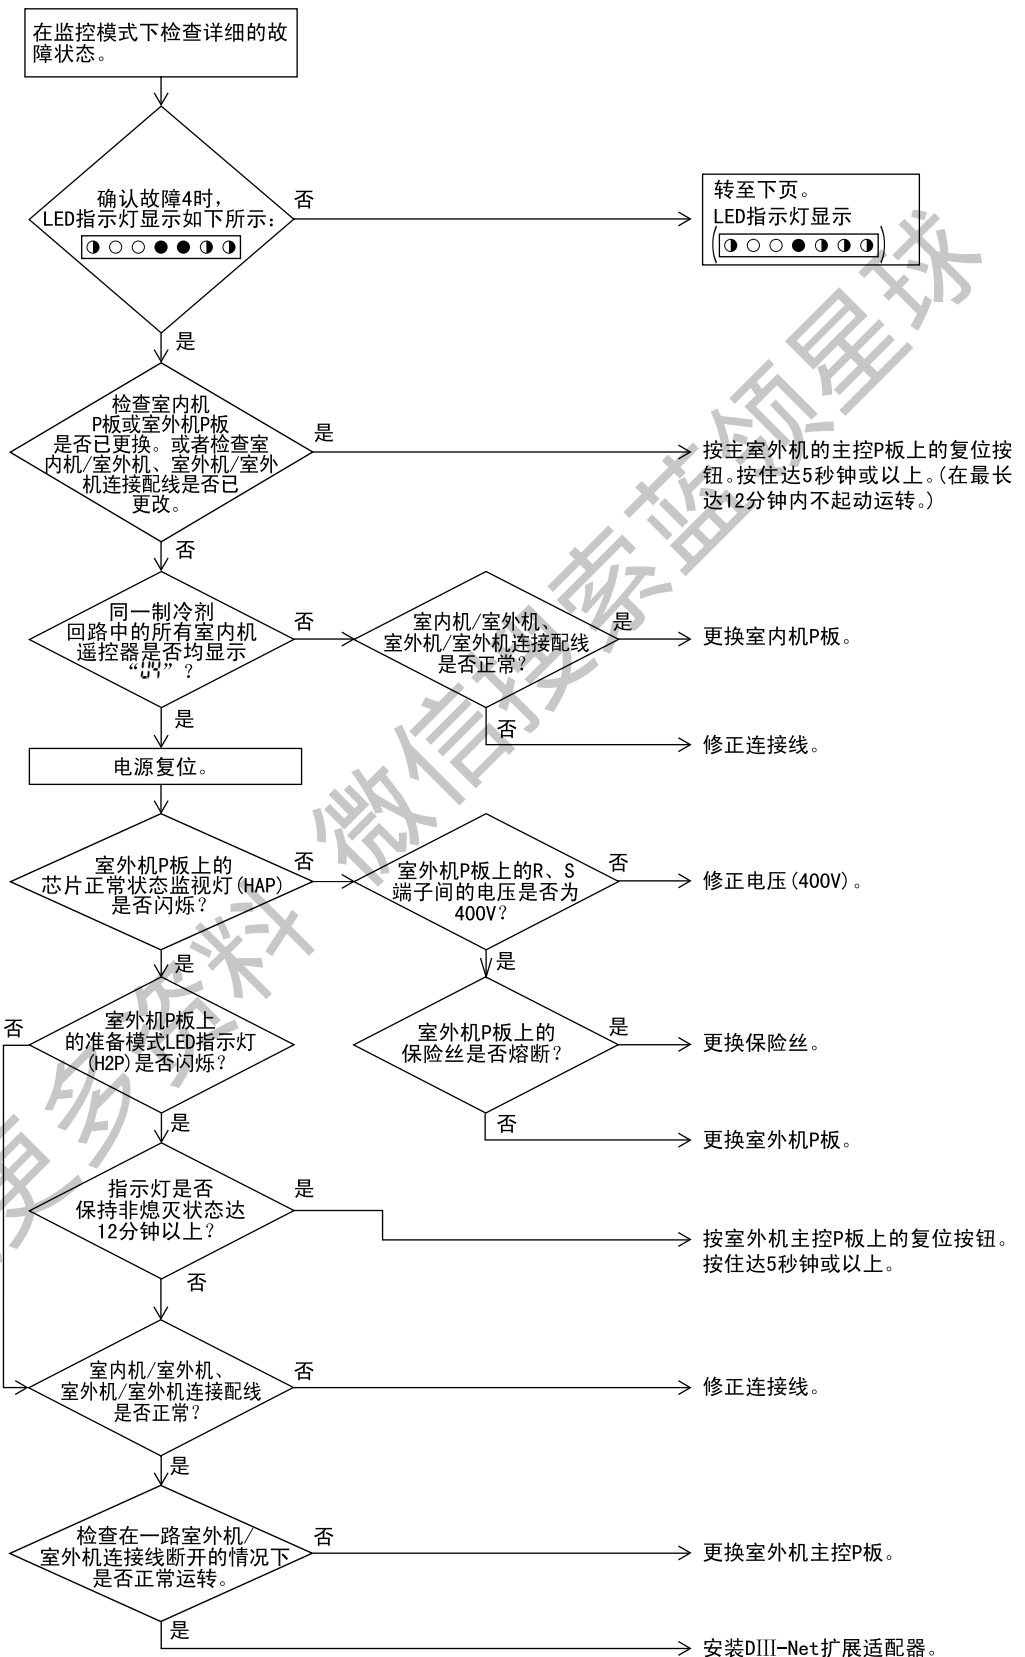 在监控模式下检查详细的故
障状态。
确认故障4时，
LED指示灯显示如下所示：
否
转至下页。
LED指示灯显示
是
检查室内机
P板或室外机P板
是否已更换。或者检查室
内机/室外机、室外机/室外
机连接配线是否已
更改。
是
按主室外机的主控P板上的复位按
钮。按住达5秒钟或以上。(在最长
达12分钟内不起动运转。)
否
同一制冷剂
回路中的所有室内机
遥控器是否均显示
“U4”？
否
室内机/室外机、
室外机/室外机连接配线
是否正常?
是
更换室内机P板。
否
修正连接线。
是
电源复位。
室外机P板上的
芯片正常状态监视灯(HAP)
是否闪烁?
否
室外机P板上的R、S
端子间的电压是否为
400V?
否
修正电压(400V)。
是
是
室外机P板上
的准备模式LED指示灯
(H2P)是否闪烁?
否
室外机P板上的
保险丝是否熔断?
是
更换保险丝。
否
更换室外机P板。
是
指示灯是否
保持非熄灭状态达
12分钟以上?
是
按室外机主控P板上的复位按钮。
按住达5秒钟或以上。
否
室内机/室外机、
室外机/室外机连接配线
是否正常?
否
修正连接线。
是
检查在一路室外机/
室外机连接线断开的情况下
是否正常运转。
否
更换室外机主控P板。
是
安装DⅢ-Net扩展适配器。
更多资料 微信搜索蓝领星球